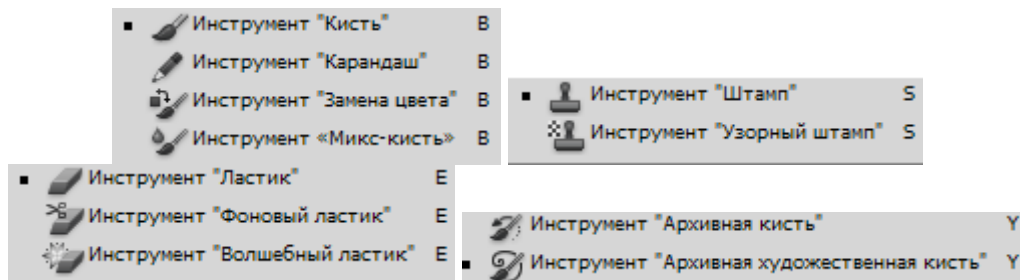 Инструмент "Кисть" B
Инструмент "Карандаш" B
Инструмент "Замена цвета" B
Инструмент «Микс-кисть» B
Инструмент "Штамп" S
Инструмент "Узорный штамп" S
Инструмент "Ластик" E
Инструмент "Фоновый ластик" E
Инструмент "Волшебный ластик" E
Инструмент "Архивная кисть" Y
Инструмент "Архивная художественная кисть" Y